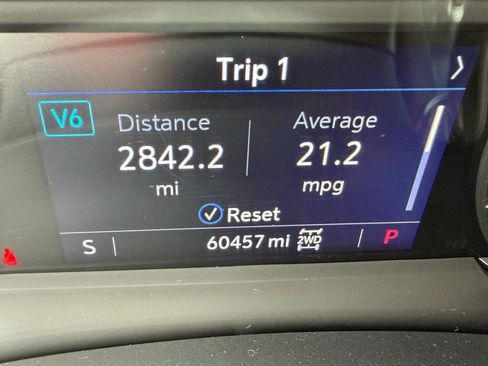 Trip 1
V6
Distance Average
2842.2 21.2
mi mpg
Reset
S 60457 mi 2WD P